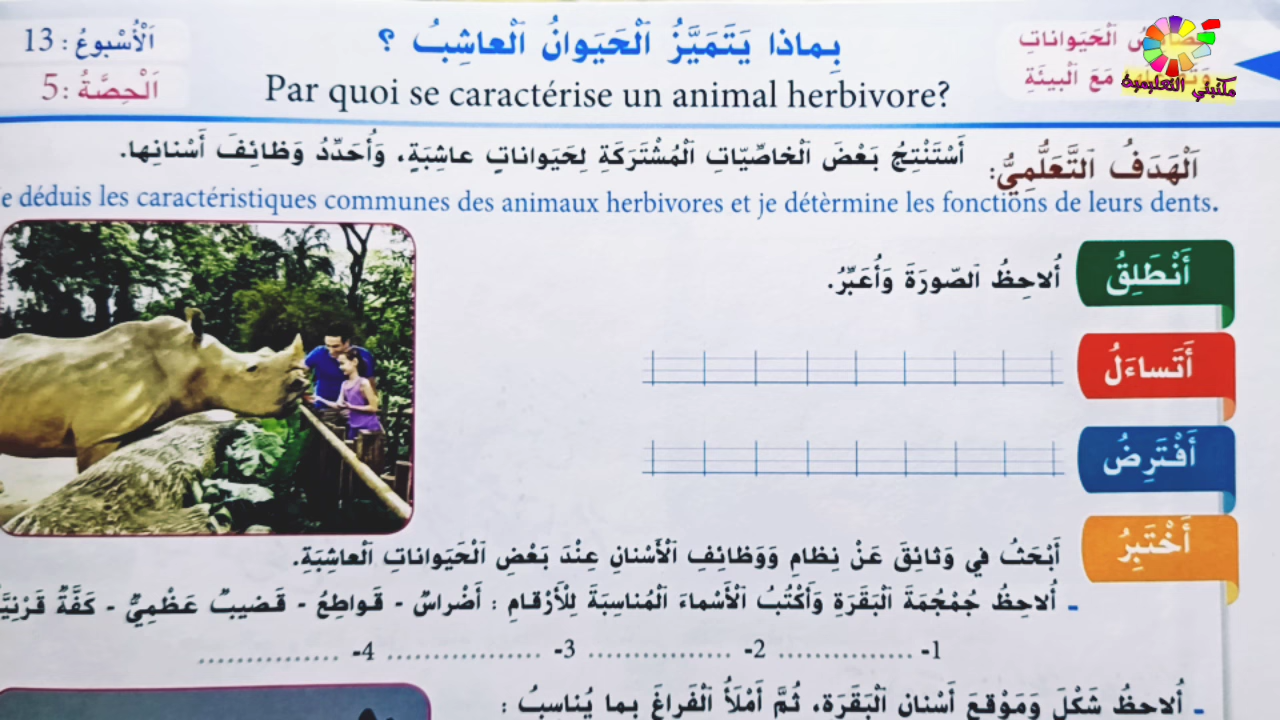 اَلْأُسْبوعُ : 13
اَلْحِصَّةُ : 5
بِماذا يَتَمَيَّزُ اَلْحَيَوانُ اَلْعاشِبُ ؟
Par quoi se caractérise un animal herbivore?
اَلْحَيَواناتِ
مَعَ اَلْبيئَةِ
مكتبتي التعليمية
اَلْهَدَفُ اَلتَّعَلُّمِيُّ: أَسْتَنْتِجُ بَعْضَ اَلْخاصِّيّاتِ اَلْمُشْتَرَكَةِ لِحَيَواناتٍ عاشِبَةٍ، وَأُحَدِّدُ وَظائِفَ أَسْنانِها.
e déduis les caractéristiques communes des animaux herbivores et je détèrmine les fonctions de leurs dents.
أَنْطَلِقُ
أُلاحِظُ اَلصّورَةَ وَأُعَبِّرُ.
أَتَساءَلُ
أَفْتَرِضُ
أَخْتَبِرُ
أَبْحَثُ في وَثائِقَ عَنْ نِظامِ وَوَظائِفِ اَلْأَسْنانِ عِنْدَ بَعْضِ اَلْحَيَواناتِ اَلْعاشِبَةِ.
- أُلاحِظُ جُمْجُمَةَ اَلْبَقَرَةِ وَأَكْتُبُ اَلْأَسْماءَ اَلْمُناسِبَةَ لِلْأَرْقامِ : أَضْراسٌ - قَواطِعُ - قَضيبٌ عَظْمِيٌّ - كَفَّةٌ قَرْنِيَّ
1- .................... 2- .................... 3- .................... 4- ....................
- أُلاحِظُ شَكْلَ وَمَوْقِعَ أَسْنانِ اَلْبَقَرَةِ، ثُمَّ أَمْلَأُ اَلْفَراغَ بِما يُناسِبُ :